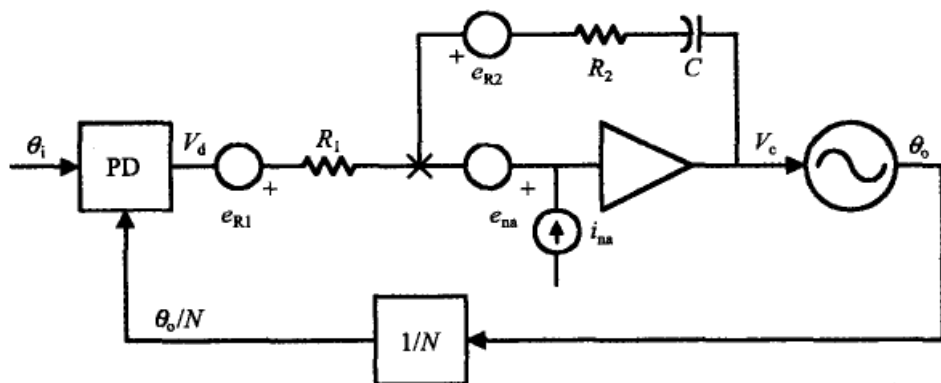 +
e_R2
R_2
C
θ_i
PD
V_d
+
e_R1
R_1
+
e_na
i_na
V_c
θ_o
θ_o/N
1/N